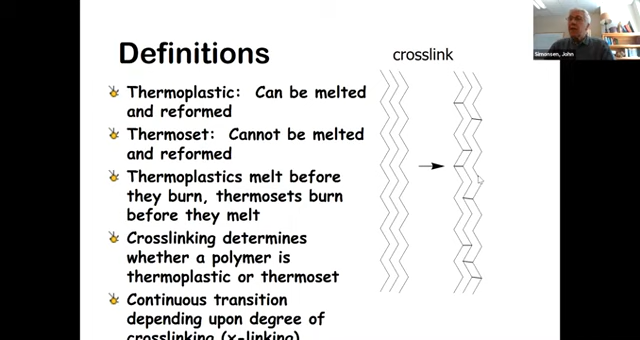 Definitions
crosslink
Simonsen, John
Thermoplastic: Can be melted
and reformed
Thermoset: Cannot be melted
and reformed
Thermoplastics melt before
they burn, thermosets burn
before they melt
Crosslinking determines
whether a polymer is
thermoplastic or thermoset
Continuous transition
depending upon degree of
crosslinking (x-linking)